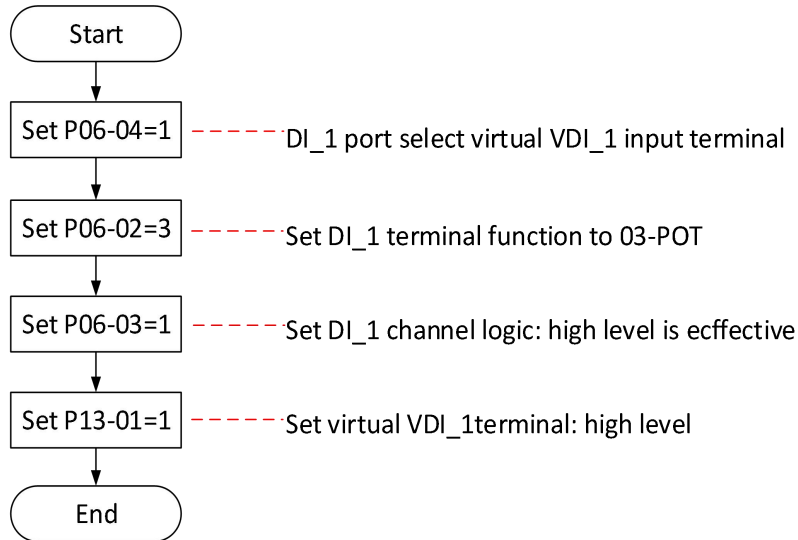 Start
Set P06-04=1
DI_1 port select virtual VDI_1 input terminal
Set P06-02=3
Set DI_1 terminal function to 03-POT
Set P06-03=1
Set DI_1 channel logic: high level is ecffective
Set P13-01=1
Set virtual VDI_1terminal: high level
End